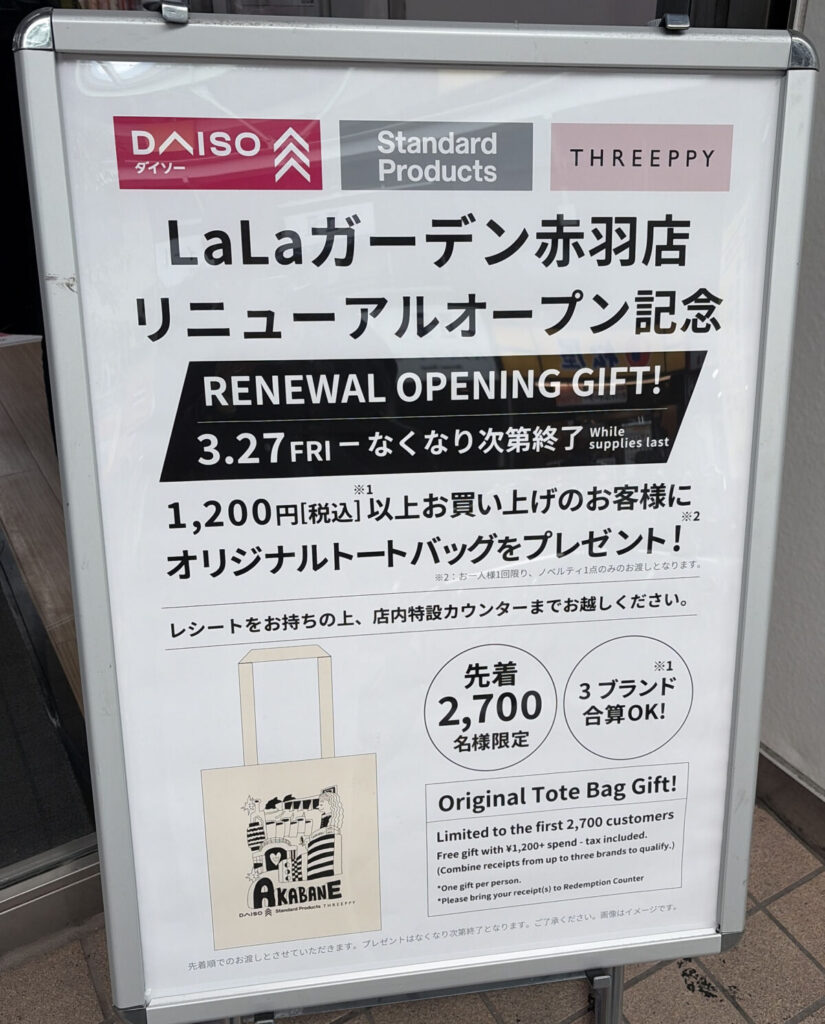 DAISO
ダイソー
Standard
Products
THREEPPY
LaLaガーデン赤羽店
リニューアルオープン記念
RENEWAL OPENING GIFT!
3.27FRI－なくなり次第終了 While supplies last
1,200円[税込]※1以上お買い上げのお客様に
オリジナルトートバッグをプレゼント!※2
※2：お一人様1回限り、ノベルティ1点のみのお渡しとなります。
レシートをお持ちの上、店内特設カウンターまでお越しください。
先着
2,700
名様限定
※1
3 ブランド
合算OK!
AKABANE
DAISO Standard Products THREEPPY
Original Tote Bag Gift!
Limited to the first 2,700 customers
Free gift with ¥1,200+ spend - tax included.
(Combine receipts from up to three brands to qualify.)
*One gift per person.
*Please bring your receipt(s) to Redemption Counter
先着順でのお渡しとさせていただきます。プレゼントはなくなり次第終了となります。ご了承ください。画像はイメージです。